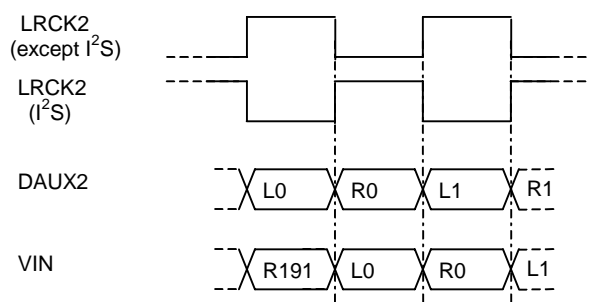 LRCK2
(except I²S)
LRCK2
(I²S)
DAUX2 L0 R0 L1 R1
VIN R191 L0 R0 L1